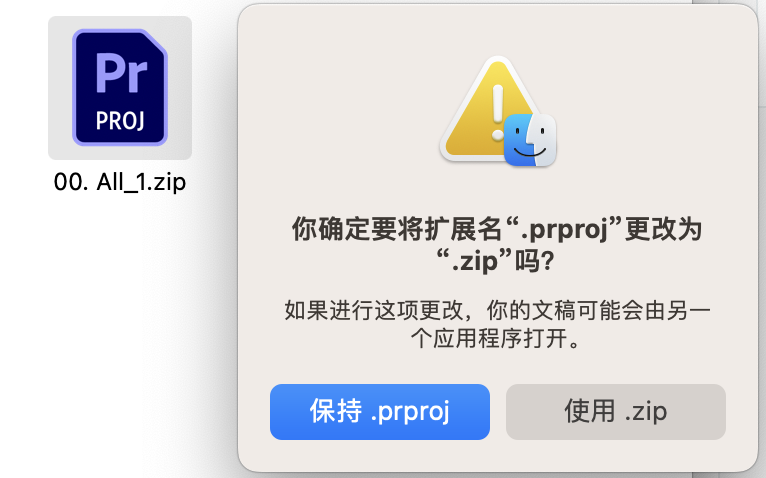 Pr
PROJ
00. All_1.zip
你确定要将扩展名“.prproj”更改为
“.zip”吗?
如果进行这项更改，你的文稿可能会由另一
个应用程序打开。
保持 .prproj
使用 .zip